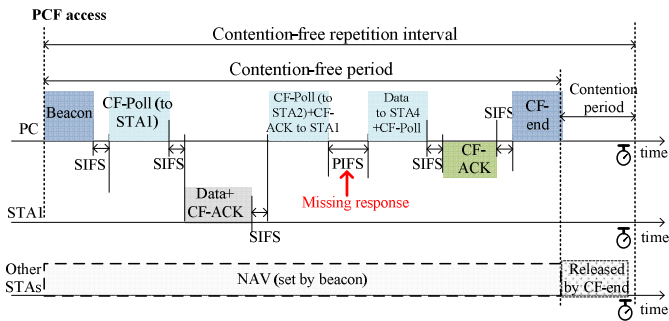 PCF access
Contention-free repetition interval
Contention-free period
Beacon
CF-Poll (to
STA1)
CF-Poll (to
STA2)+CF-
ACK to STA1
Data
to STA4
+CF-Poll
SIFS
CF-
end
Contention
period
PC
SIFS
SIFS
PIFS
SIFS
CF-
ACK
time
Missing response
Data+
CF-ACK
STA1
SIFS
time
Other
STAs
NAV (set by beacon)
Released
by CF-end
time